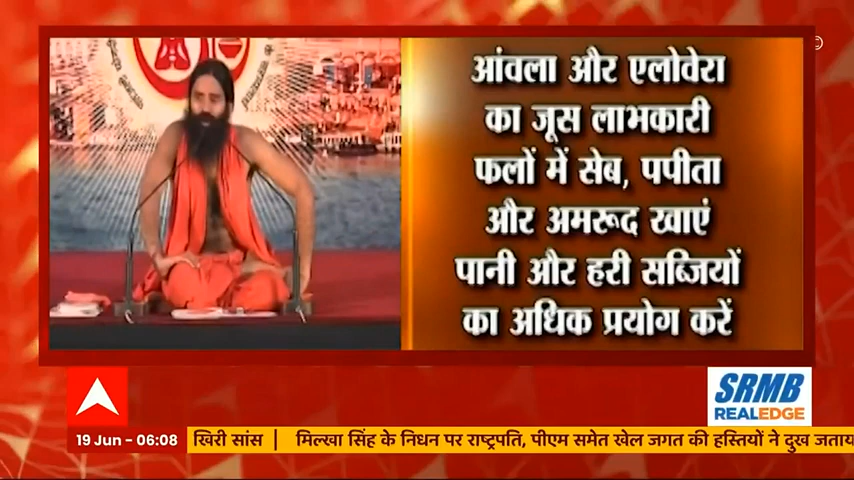 आंवला और एलोवेरा
का जूस लाभकारी
फलों में सेब, पपीता
और अमरूद खाएं
पानी और हरी सब्जियों
का अधिक प्रयोग करें
SRMB
REALEDGE
19 Jun - 06:08
खिरी सांस | मिल्खा सिंह के निधन पर राष्ट्रपति, पीएम समेत खेल जगत की हस्तियों ने दुख जताय